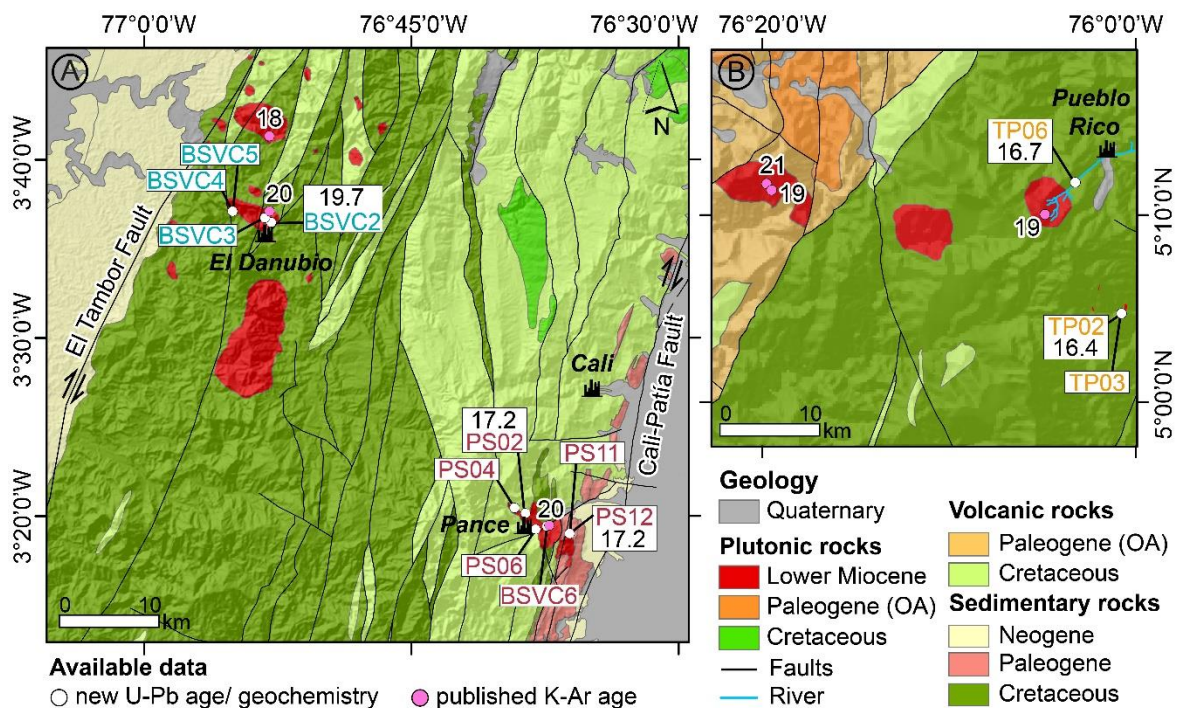 77°0'0"W
76°45'0"W
76°30'0"W
A
N
18
BSVC5
BSVC4
20
19.7
BSVC2
BSVC3
El Danubio
El Tambor Fault
3°40'0"W
3°30'0"W
3°20'0"W
Cali
Cali-Patía Fault
17.2
PS02
PS11
PS04
20
PS12
17.2
Pance
PS06
BSVC6
0 10
km
76°20'0"W
76°0'0"W
B
Pueblo
Rico
TP06
16.7
21
19
19
5°10'0"N
TP02
16.4
TP03
5°00'0"N
0 10
km
Available data
new U-Pb age/ geochemistry
published K-Ar age
Geology
Quaternary
Plutonic rocks
Lower Miocene
Paleogene (OA)
Cretaceous
Faults
River
Volcanic rocks
Paleogene (OA)
Cretaceous
Sedimentary rocks
Neogene
Paleogene
Cretaceous